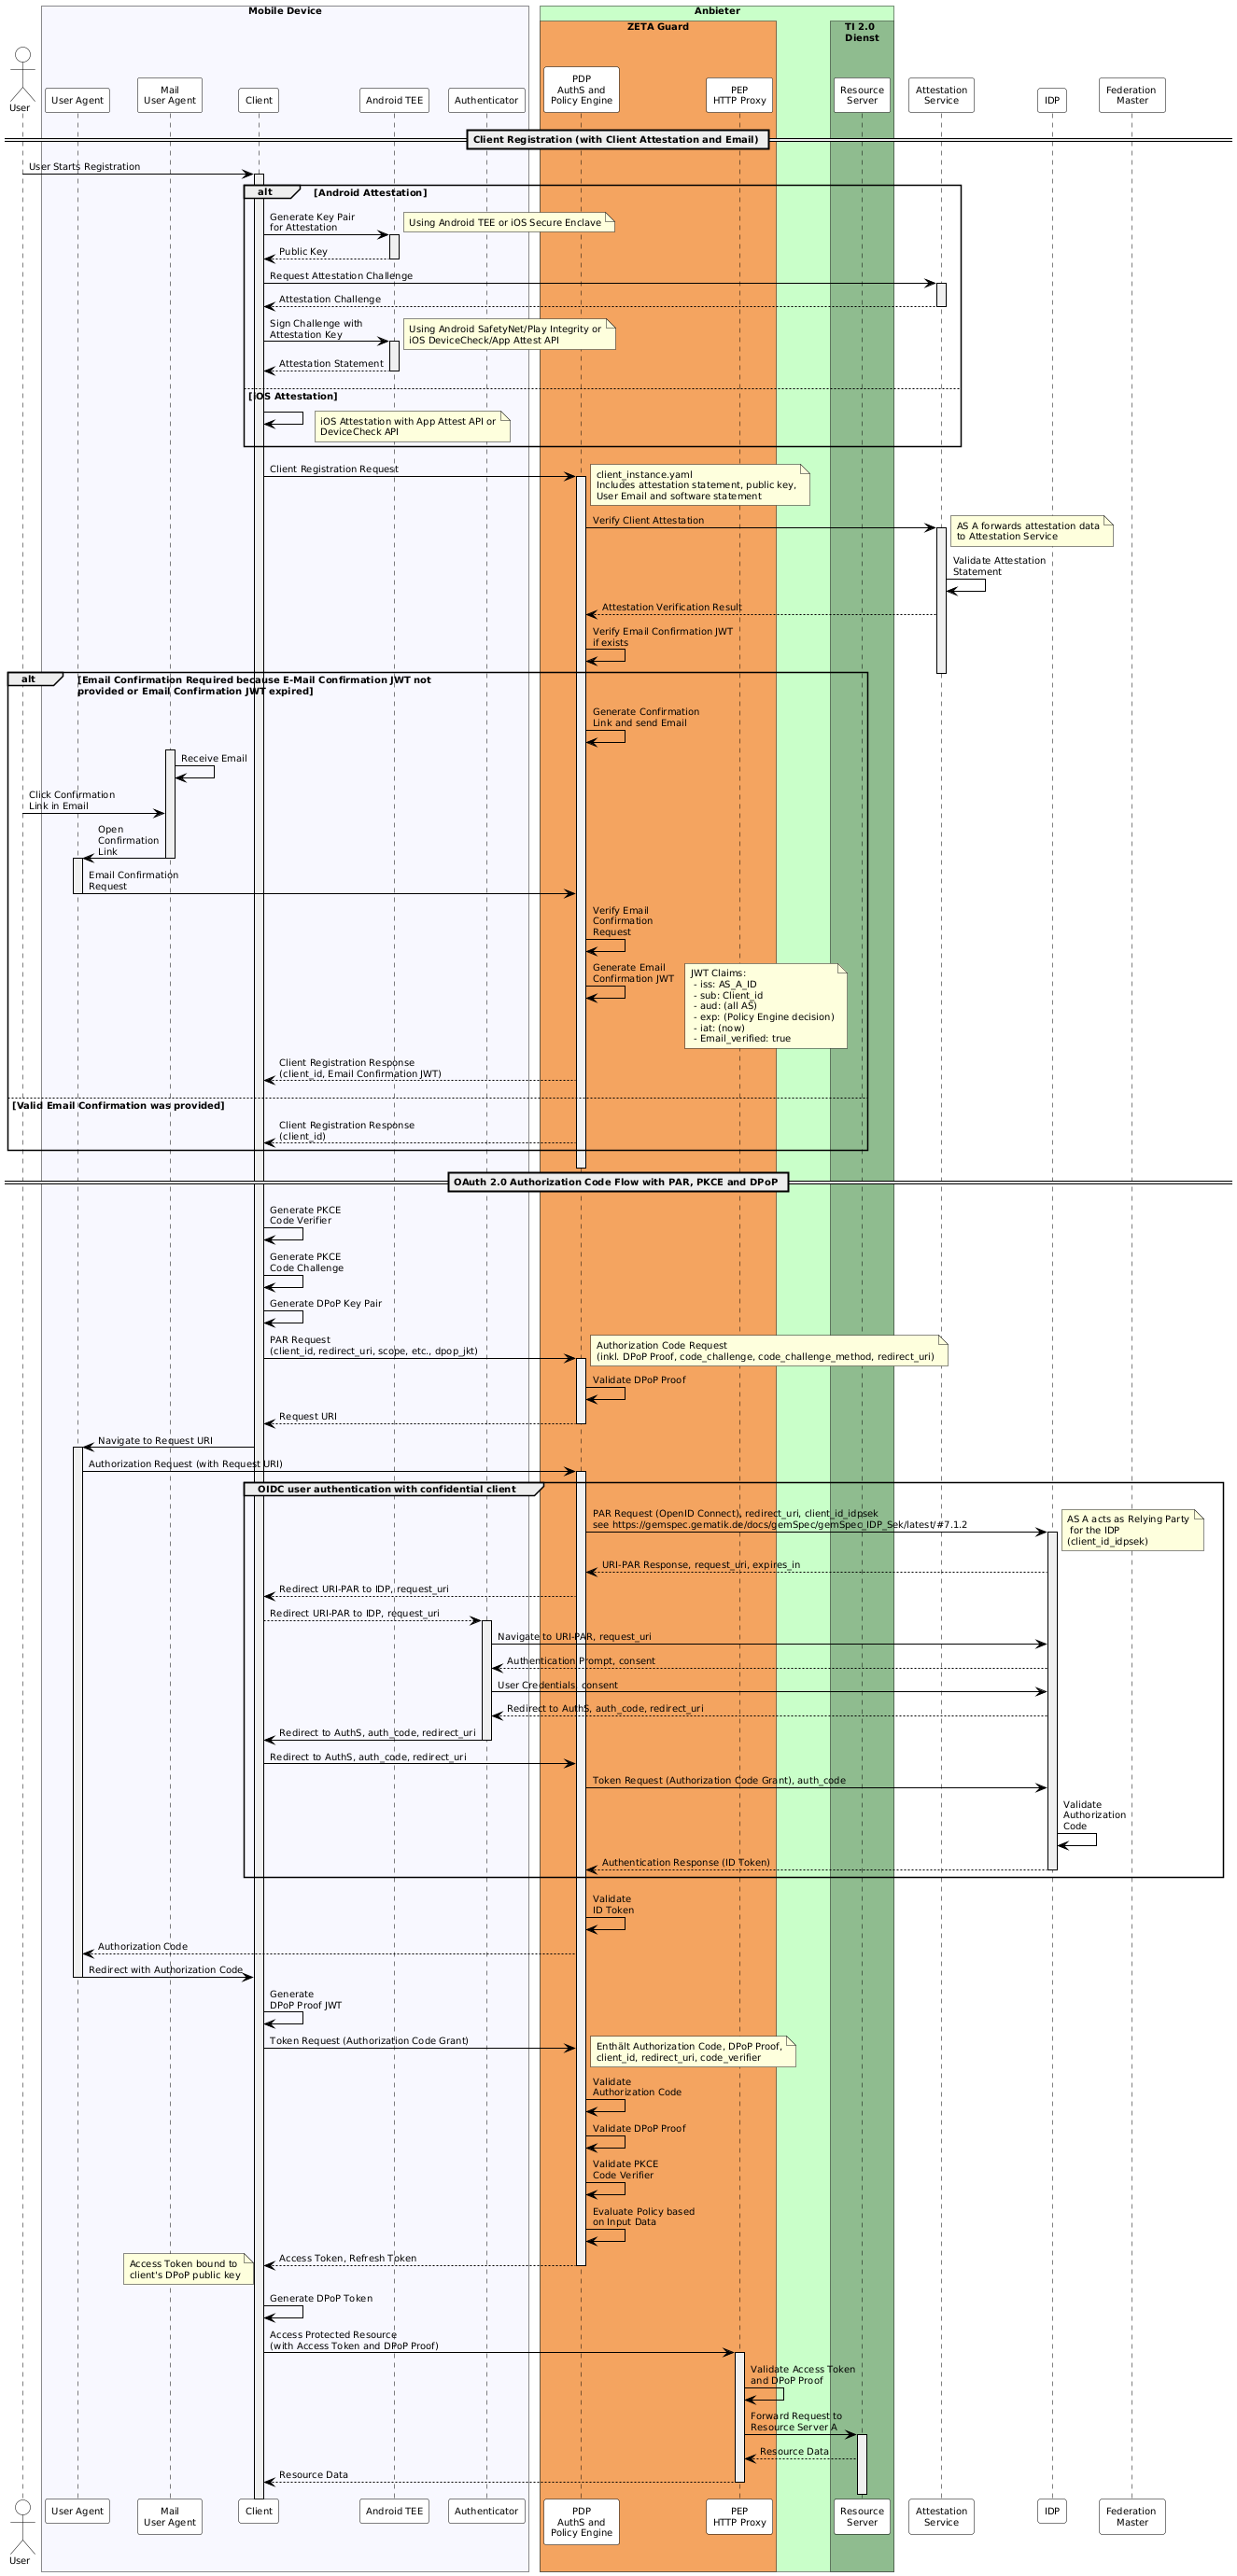 Mobile Device
Anbieter
ZETA Guard
TI 2.0
Dienst
User
User Agent
Mail
User Agent
Client
Android TEE
Authenticator
PDP
AuthS and
Policy Engine
PEP
HTTP Proxy
Resource
Server
Attestation
Service
IDP
Federation
Master
Client Registration (with Client Attestation and Email)
User Starts Registration
alt
[Android Attestation]
Generate Key Pair
for Attestation
Using Android TEE or iOS Secure Enclave
Public Key
Request Attestation Challenge
Attestation Challenge
Sign Challenge with
Attestation Key
Using Android SafetyNet/Play Integrity or
iOS DeviceCheck/App Attest API
Attestation Statement
[iOS Attestation]
iOS Attestation with App Attest API or
DeviceCheck API
Client Registration Request
client_instance.yaml
Includes attestation statement, public key,
User Email and software statement
Verify Client Attestation
AS A forwards attestation data
to Attestation Service
Validate Attestation
Statement
Attestation Verification Result
Verify Email Confirmation JWT
if exists
alt
[Email Confirmation Required because E-Mail Confirmation JWT not
provided or Email Confirmation JWT expired]
Generate Confirmation
Link and send Email
Receive Email
Click Confirmation
Link in Email
Open
Confirmation
Link
Email Confirmation
Request
Verify Email
Confirmation
Request
Generate Email
Confirmation JWT
JWT Claims:
- iss: AS_A_ID
- sub: Client_id
- aud: (all AS)
- exp: (Policy Engine decision)
- iat: (now)
- Email_verified: true
Client Registration Response
(client_id, Email Confirmation JWT)
[Valid Email Confirmation was provided]
Client Registration Response
(client_id)
OAuth 2.0 Authorization Code Flow with PAR, PKCE and DPoP
Generate PKCE
Code Verifier
Generate PKCE
Code Challenge
Generate DPoP Key Pair
PAR Request
(client_id, redirect_uri, scope, etc., dpop_jkt)
Authorization Code Request
(inkl. DPoP Proof, code_challenge, code_challenge_method, redirect_uri)
Validate DPoP Proof
Request URI
Navigate to Request URI
Authorization Request (with Request URI)
OIDC user authentication with confidential client
PAR Request (OpenID Connect), redirect_uri, client_id_idpsek
see https://gemspec.gematik.de/docs/gemSpec/gemSpec_IDP_Sek/latest/#7.1.2
AS A acts as Relying Party
for the IDP
(client_id_idpsek)
URI-PAR Response, request_uri, expires_in
Redirect URI-PAR to IDP, request_uri
Redirect URI-PAR to IDP, request_uri
Navigate to URI-PAR, request_uri
Authentication Prompt, consent
User Credentials, consent
Redirect to AuthS, auth_code, redirect_uri
Redirect to AuthS, auth_code, redirect_uri
Redirect to AuthS, auth_code, redirect_uri
Token Request (Authorization Code Grant), auth_code
Validate
Authorization
Code
Authentication Response (ID Token)
Validate
ID Token
Authorization Code
Redirect with Authorization Code
Generate
DPoP Proof JWT
Token Request (Authorization Code Grant)
Enthält Authorization Code, DPoP Proof,
client_id, redirect_uri, code_verifier
Validate
Authorization Code
Validate DPoP Proof
Validate PKCE
Code Verifier
Evaluate Policy based
on Input Data
Access Token, Refresh Token
Access Token bound to
client's DPoP public key
Generate DPoP Token
Access Protected Resource
(with Access Token and DPoP Proof)
Validate Access Token
and DPoP Proof
Forward Request to
Resource Server A
Resource Data
Resource Data
User
User Agent
Mail
User Agent
Client
Android TEE
Authenticator
PDP
AuthS and
Policy Engine
PEP
HTTP Proxy
Resource
Server
Attestation
Service
IDP
Federation
Master